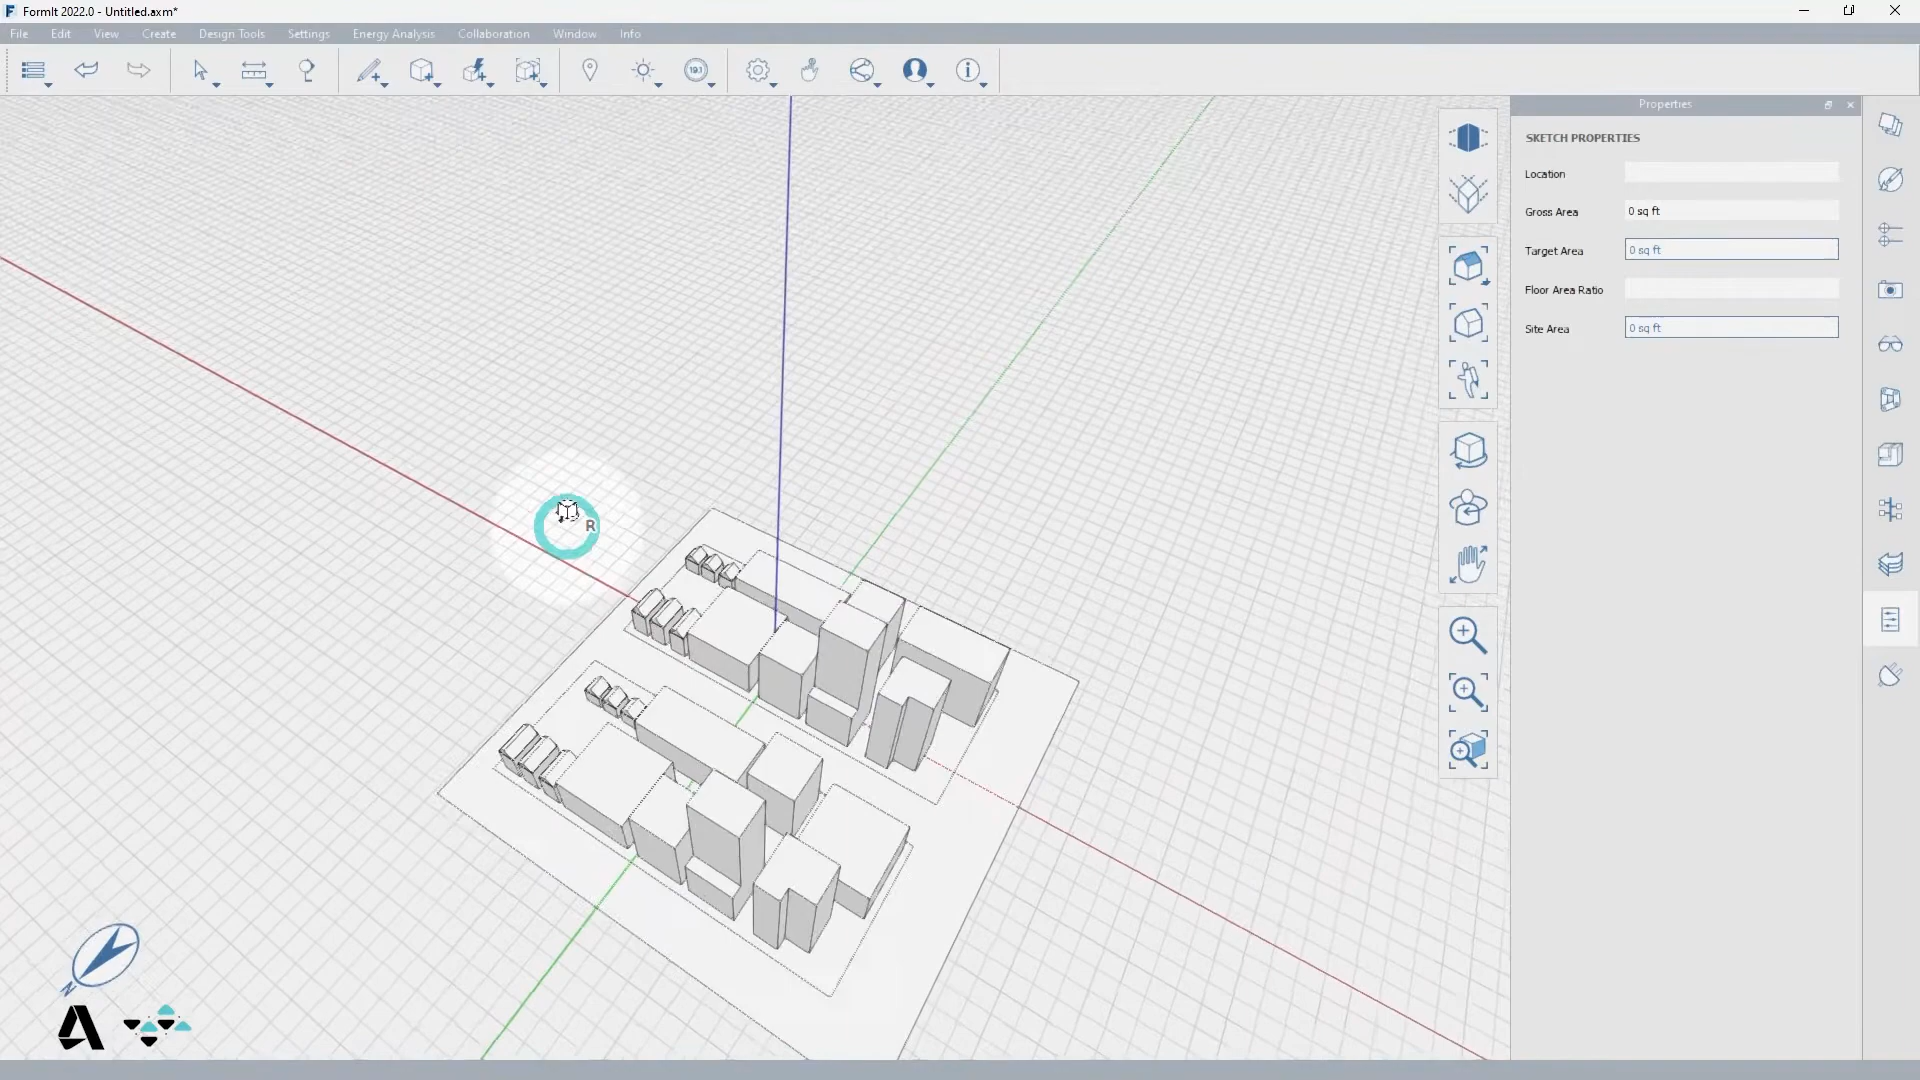 FormIt 2022.0 - Untitled.axm*
File Edit View Create Design Tools Settings Energy Analysis Collaboration Window Info
19.1
Properties
SKETCH PROPERTIES
Location
Gross Area 0 sq ft
Target Area 0 sq ft
Floor Area Ratio
Site Area 0 sq ft
R
N